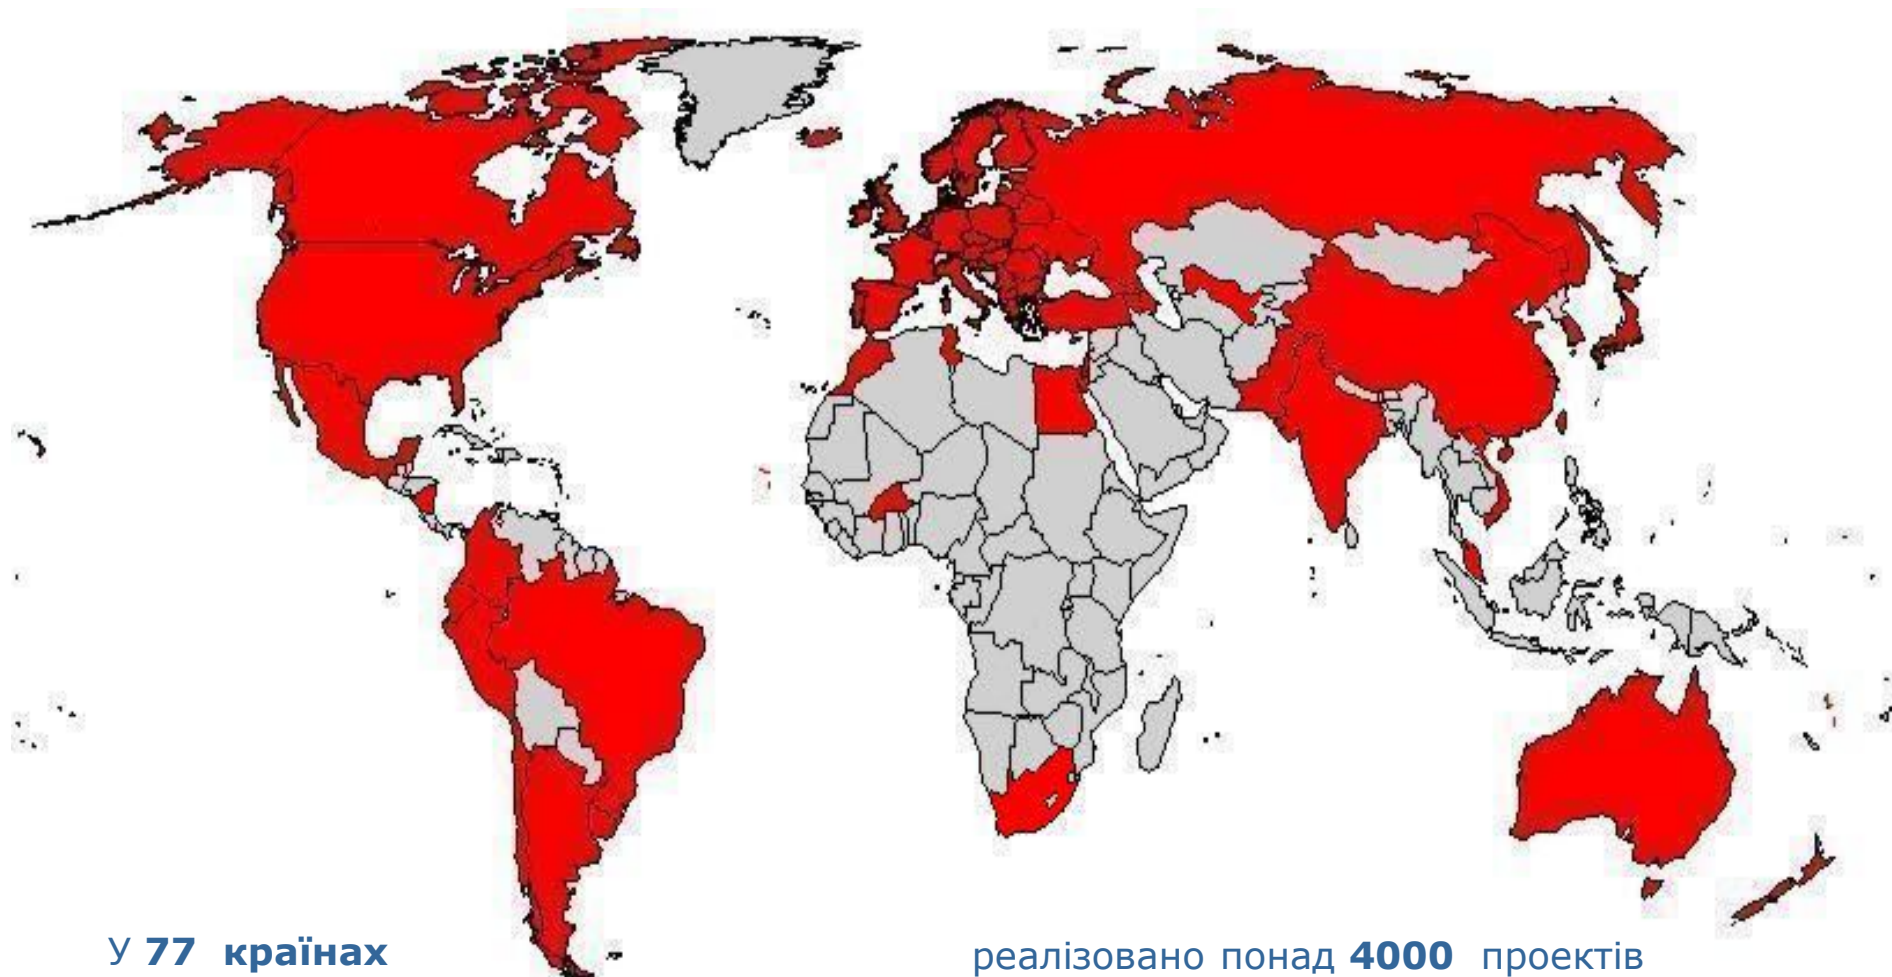 У 77 країнах
реалізовано понад 4000 проектів